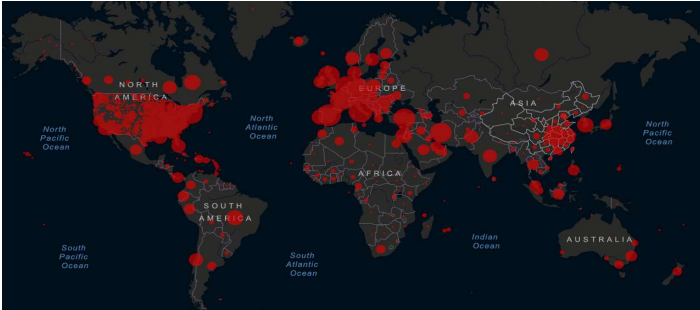 NORTH
AMERICA
EUROPE
ASIA
North
Pacific
Ocean
North
Atlantic
Ocean
North
Pacific
Ocean
AFRICA
SOUTH
AMERICA
Indian
Ocean
AUSTRALIA
South
Pacific
Ocean
South
Atlantic
Ocean